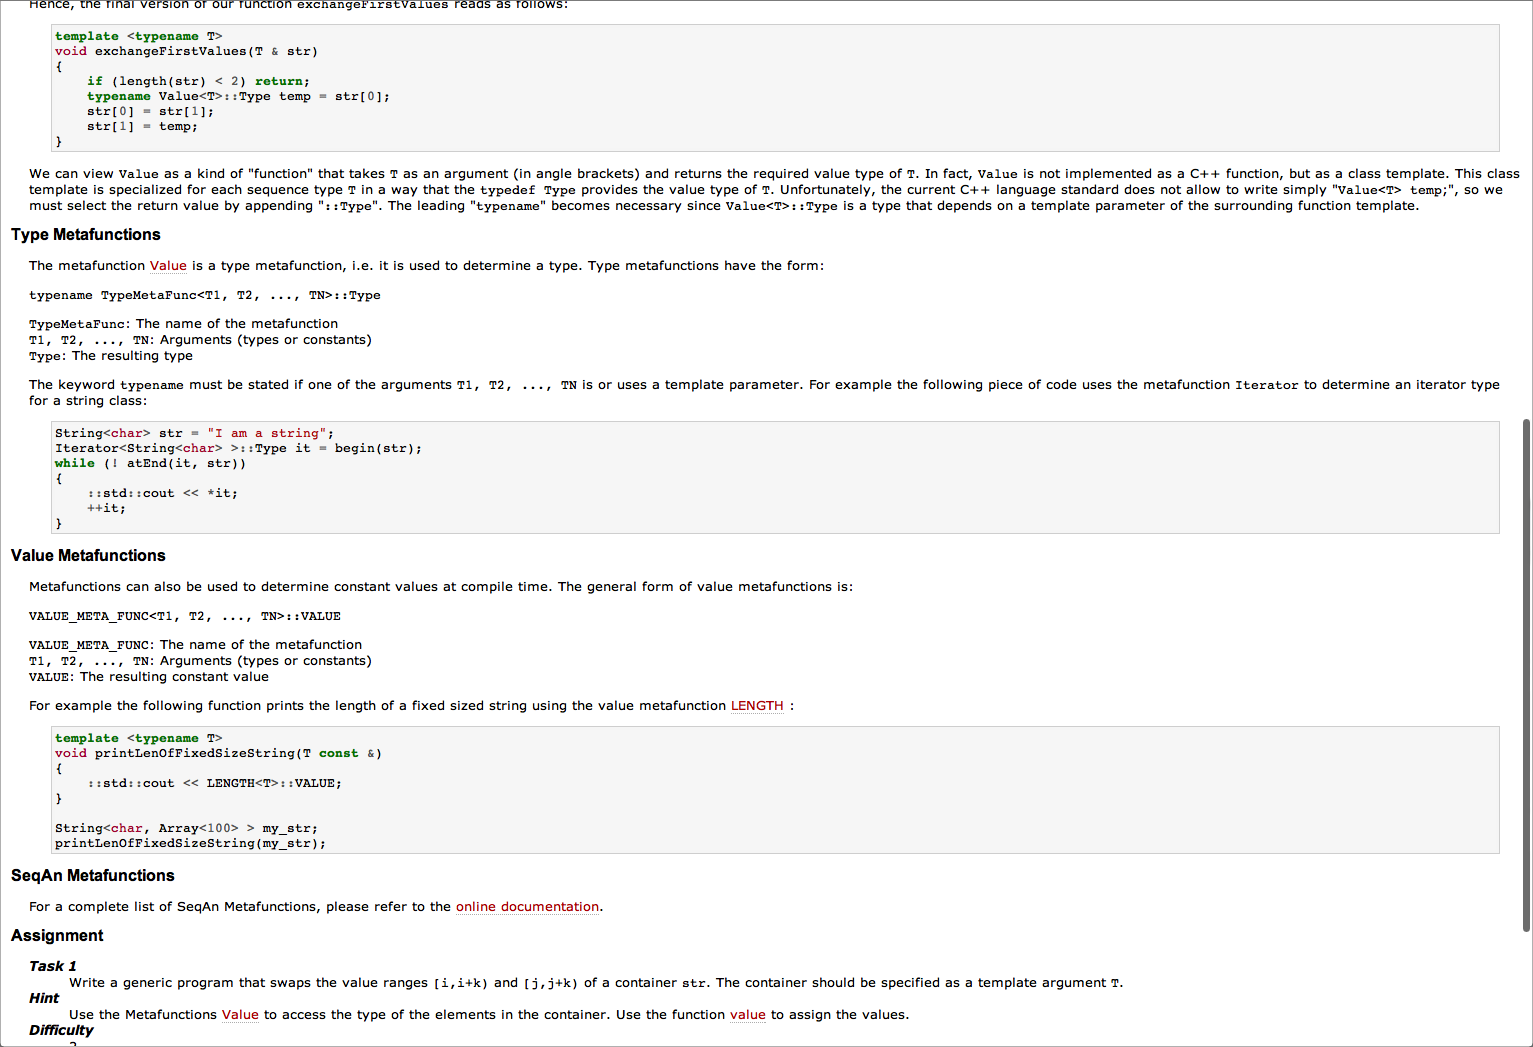 Hence, the final version of our function exchangeFirstValues reads as follows:
template <typename T>
void exchangeFirstValues(T & str)
{
    if (length(str) < 2) return;
    typename Value<T>::Type temp = str[0];
    str[0] = str[1];
    str[1] = temp;
}
We can view Value as a kind of "function" that takes T as an argument (in angle brackets) and returns the required value type of T. In fact, Value is not implemented as a C++ function, but as a class template. This class
template is specialized for each sequence type T in a way that the typedef Type provides the value type of T. Unfortunately, the current C++ language standard does not allow to write simply "Value<T> temp;", so we
must select the return value by appending "::Type". The leading "typename" becomes necessary since Value<T>::Type is a type that depends on a template parameter of the surrounding function template.
Type Metafunctions
The metafunction Value is a type metafunction, i.e. it is used to determine a type. Type metafunctions have the form:
typename TypeMetaFunc<T1, T2, ..., TN>::Type
TypeMetaFunc: The name of the metafunction
T1, T2, ..., TN: Arguments (types or constants)
Type: The resulting type
The keyword typename must be stated if one of the arguments T1, T2, ..., TN is or uses a template parameter. For example the following piece of code uses the metafunction Iterator to determine an iterator type
for a string class:
String<char> str = "I am a string";
Iterator<String<char> >::Type it = begin(str);
while (! atEnd(it, str))
{
    ::std::cout << *it;
    ++it;
}
Value Metafunctions
Metafunctions can also be used to determine constant values at compile time. The general form of value metafunctions is:
VALUE_META_FUNC<T1, T2, ..., TN>::VALUE
VALUE_META_FUNC: The name of the metafunction
T1, T2, ..., TN: Arguments (types or constants)
VALUE: The resulting constant value
For example the following function prints the length of a fixed sized string using the value metafunction LENGTH :
template <typename T>
void printLenOfFixedSizeString(T const &)
{
    ::std::cout << LENGTH<T>::VALUE;
}
String<char, Array<100> > my_str;
printLenOfFixedSizeString(my_str);
SeqAn Metafunctions
For a complete list of SeqAn Metafunctions, please refer to the online documentation.
Assignment
Task 1
Write a generic program that swaps the value ranges [i,i+k) and [j,j+k) of a container str. The container should be specified as a template argument T.
Hint
Use the Metafunctions Value to access the type of the elements in the container. Use the function value to assign the values.
Difficulty